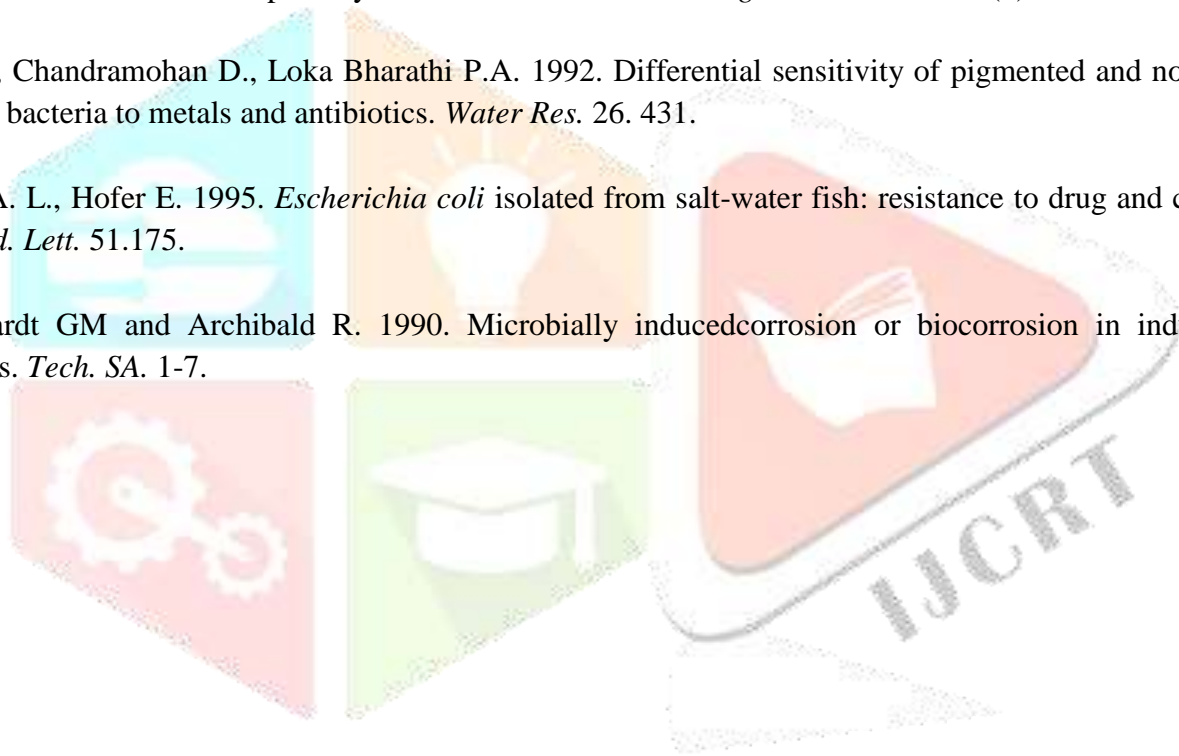 , Chandramohan D., Loka Bharathi P.A. 1992. Differential sensitivity of pigmented and no
bacteria to metals and antibiotics. Water Res. 26. 431.
A. L., Hofer E. 1995. Escherichia coli isolated from salt-water fish: resistance to drug and c
d. Lett. 51.175.
ardt GM and Archibald R. 1990. Microbially inducedcorrosion or biocorrosion in ind
s. Tech. SA. 1-7.
IJCRT